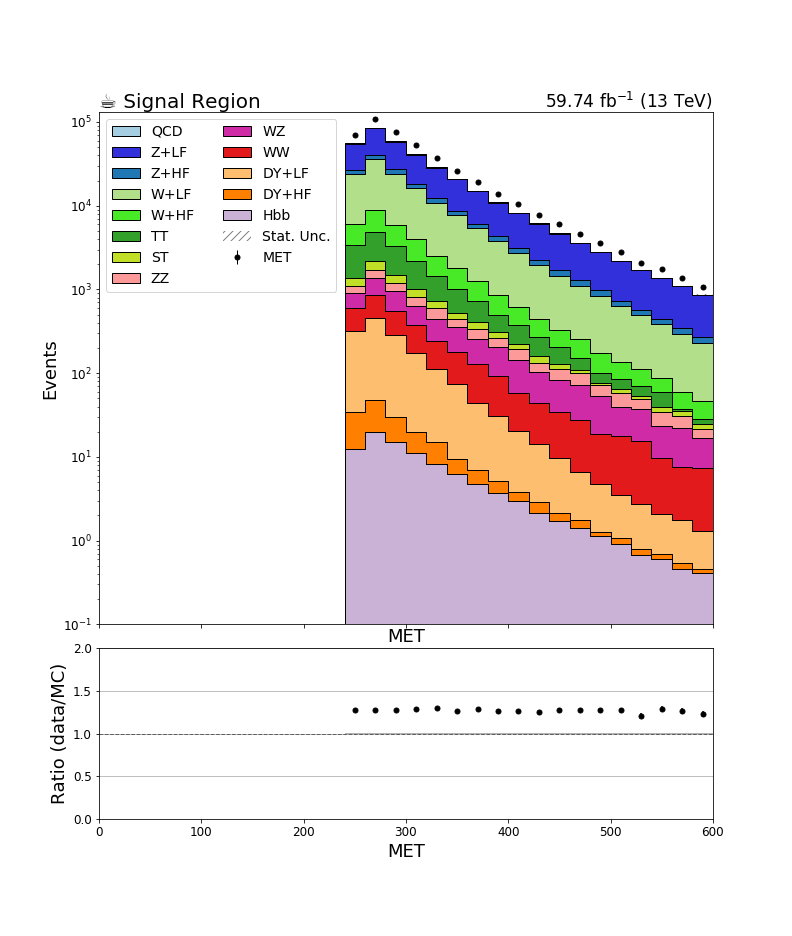 ☕ Signal Region
59.74 fb⁻¹ (13 TeV)
QCD
Z+LF
Z+HF
W+LF
W+HF
TT
ST
ZZ
WZ
WW
DY+LF
DY+HF
Hbb
Stat. Unc.
MET
Events
10⁵
10⁴
10³
10²
10¹
10⁰
10⁻¹
MET
Ratio (data/MC)
2.0
1.5
1.0
0.5
0.0
0 100 200 300 400 500 600
MET